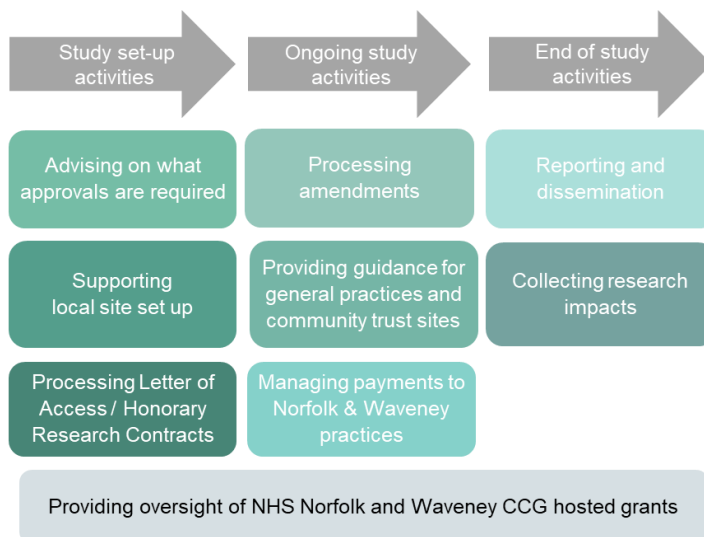 Study set-up
activities
Ongoing study
activities
End of study
activities
Advising on what
approvals are required
Processing
amendments
Reporting and
dissemination
Supporting
local site set up
Providing guidance for
general practices and
community trust sites
Collecting research
impacts
Processing Letter of
Access / Honorary
Research Contracts
Managing payments to
Norfolk & Waveney
practices
Providing oversight of NHS Norfolk and Waveney CCG hosted grants